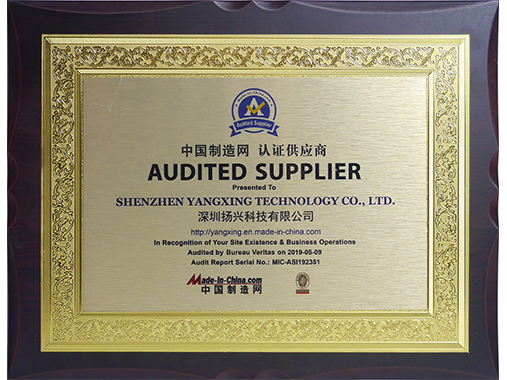 Audited Supplier
中国制造网 认证供应商
AUDITED SUPPLIER
Presented To
SHENZHEN YANGXING TECHNOLOGY CO., LTD.
深圳扬兴科技有限公司
http://yangxing.en.made-in-china.com
In Recognition of Your Site Existence & Business Operations
Audited by Bureau Veritas on 2019-05-09
Audit Report Serial No.: MIC-ASI192351
Made-in-China.com
中国制造网